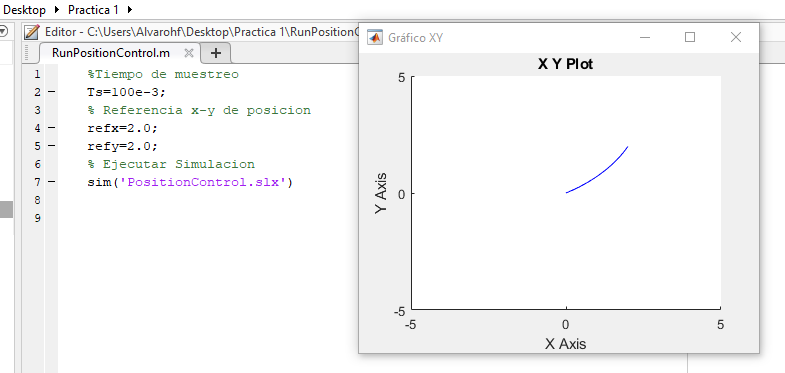 Desktop Practica 1
Editor - C:\Users\Alvarohf\Desktop\Practica 1\RunPositionC
RunPositionControl.m
1 %Tiempo de muestreo
2 Ts=100e-3;
3 % Referencia x-y de posicion
4 refx=2.0;
5 refy=2.0;
6 % Ejecutar Simulacion
7 sim('PositionControl.slx')
8
9
Gráfico XY
X Y Plot
5
Y Axis
0
-5
-5 0 5
X Axis